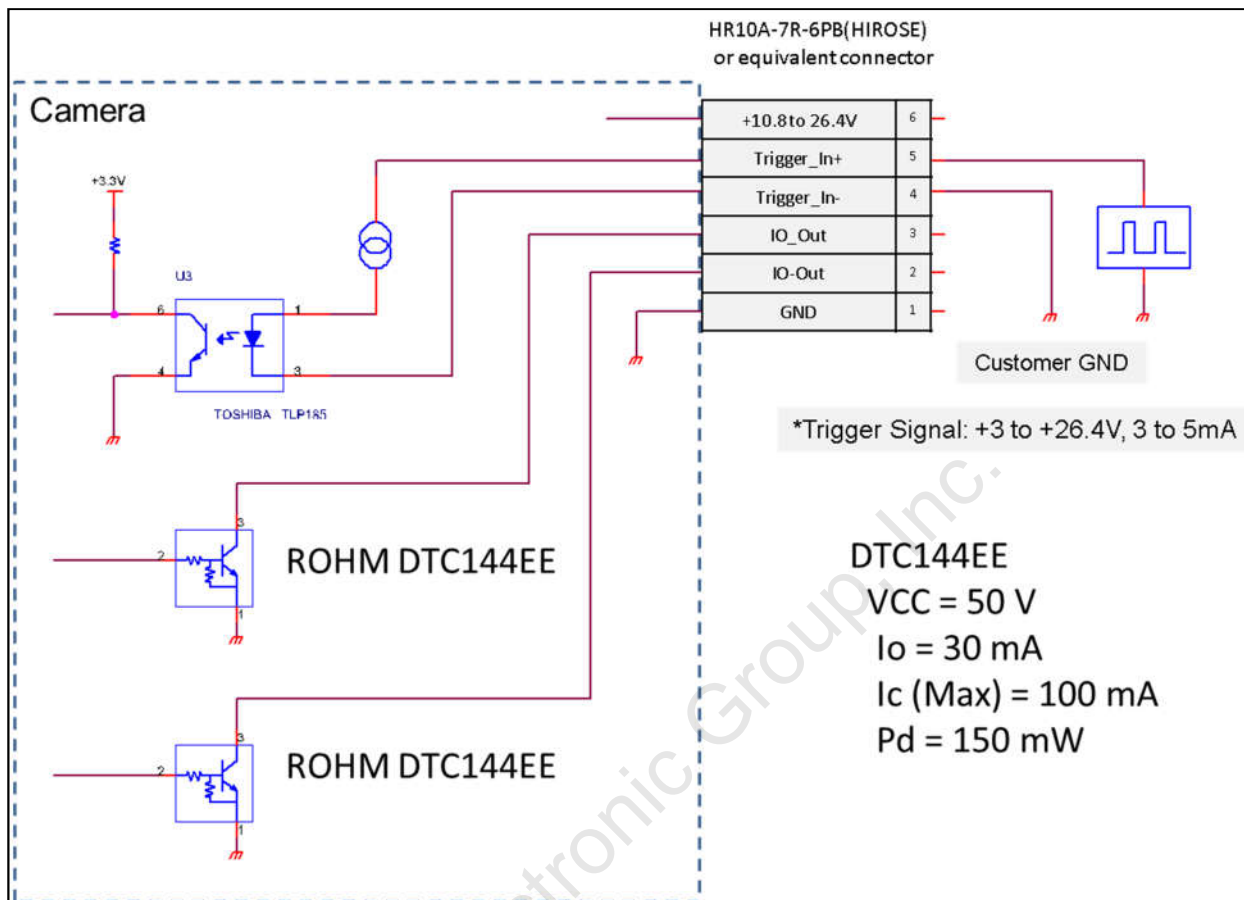 HR10A-7R-6PB(HIROSE)
or equivalent connector
Camera
+10.8 to 26.4V 6
Trigger_In+ 5
Trigger_In- 4
IO_Out 3
IO-Out 2
GND 1
+3.3V
U3
6 1
4 3
TOSHIBA TLP185
Customer GND
*Trigger Signal: +3 to +26.4V, 3 to 5mA
3
2
1
ROHM DTC144EE
3
2
1
ROHM DTC144EE
DTC144EE
VCC = 50 V
Io = 30 mA
Ic (Max) = 100 mA
Pd = 150 mW
ctronic Group, Inc.